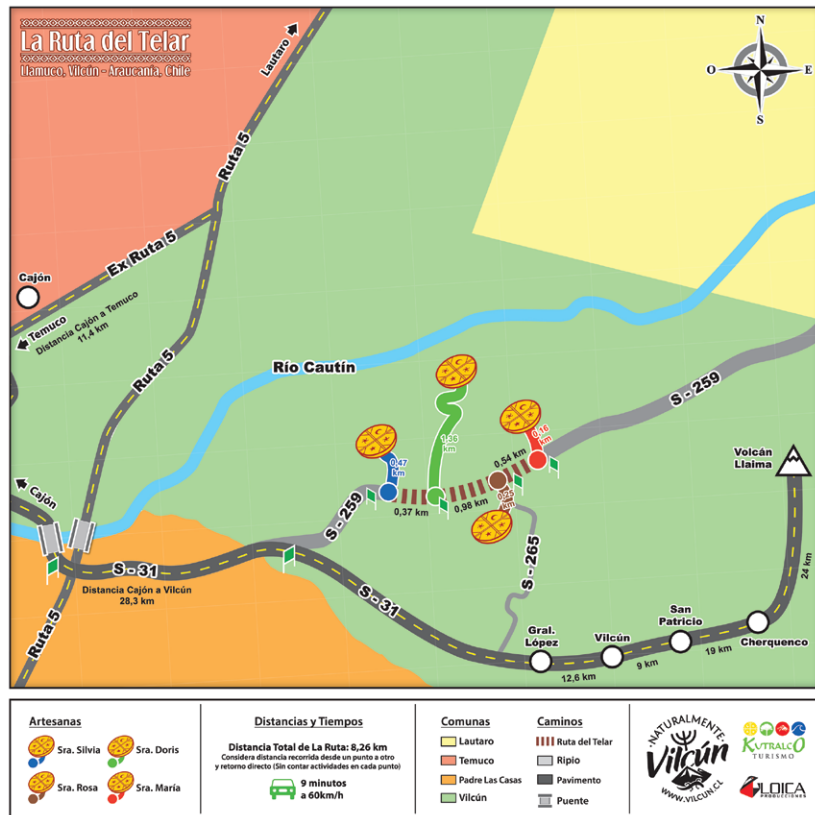 La Ruta del Telar
Llamuco, Vilcún - Araucanía, Chile
Lautaro
N
O
E
S
Ruta 5
Ex Ruta 5
Cajón
Temuco
Distancia Cajón a Temuco
11,4 km
Ruta 5
Río Cautín
S - 259
1,36
km
0,16
km
0,47
km
0,54 km
0,25
km
0,37 km
0,98 km
Volcán
Llaima
Cajón
S - 259
S - 265
24 km
S - 31
Distancia Cajón a Vilcún
28,3 km
S - 31
Ruta 5
Gral.
López
Vilcún
San
Patricio
Cherquenco
12,6 km
9 km
19 km
Artesanas
Sra. Silvia
Sra. Doris
Sra. Rosa
Sra. María
Distancias y Tiempos
Distancia Total de La Ruta: 8,26 km
Considera distancia recorrida desde un punto a otro
y retorno directo (Sin contar actividades en cada punto)
9 minutos
a 60km/h
Comunas
Lautaro
Temuco
Padre Las Casas
Vilcún
Caminos
Ruta del Telar
Ripio
Pavimento
Puente
NATURALMENTE
Vilcún
WWW.VILCUN.CL
KUTRALCO
TURISMO
LOICA
PRODUCCIONES